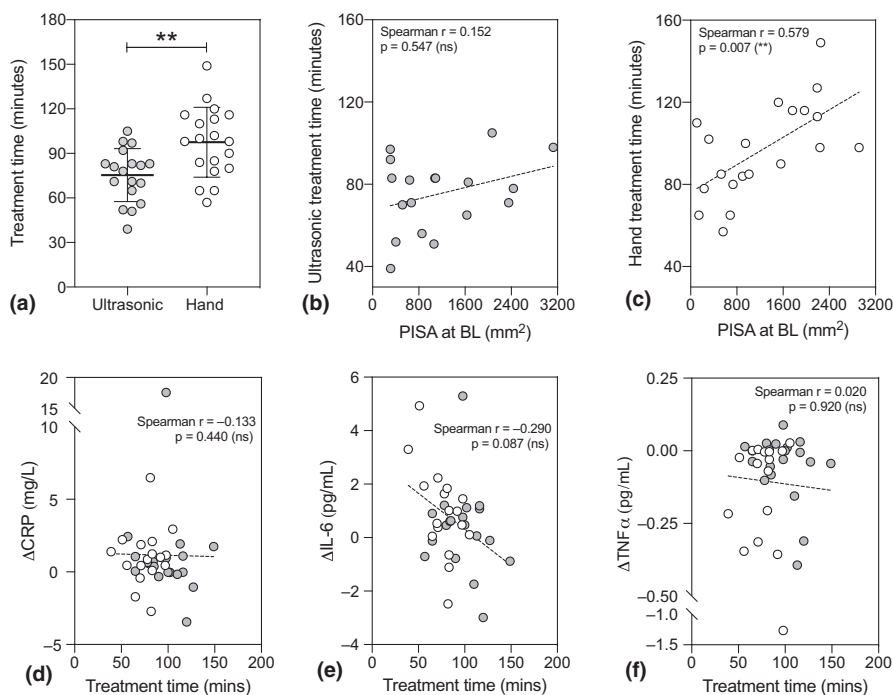 180
150
120
90
60
30
0
Treatment time (minutes)
**
Ultrasonic
Hand
(a)
160
120
80
40
Ultrasonic treatment time (minutes)
Spearman r = 0.152
p = 0.547 (ns)
0
800
1600
2400
3200
PISA at BL (mm²)
(b)
160
120
80
40
Hand treatment time (minutes)
Spearman r = 0.579
p = 0.007 (**)
0
800
1600
2400
3200
PISA at BL (mm²)
(c)
20
15
10
5
0
–5
ΔCRP (mg/L)
Spearman r = –0.133
p = 0.440 (ns)
0
50
100
150
200
Treatment time (mins)
(d)
6
4
2
0
–2
–4
ΔIL-6 (pg/mL)
Spearman r = –0.290
p = 0.087 (ns)
0
50
100
150
200
Treatment time (mins)
(e)
0.25
0.00
–0.25
–0.50
–1.0
–1.5
ΔTNFα (pg/mL)
Spearman r = 0.020
p = 0.920 (ns)
0
50
100
150
200
Treatment time (mins)
(f)